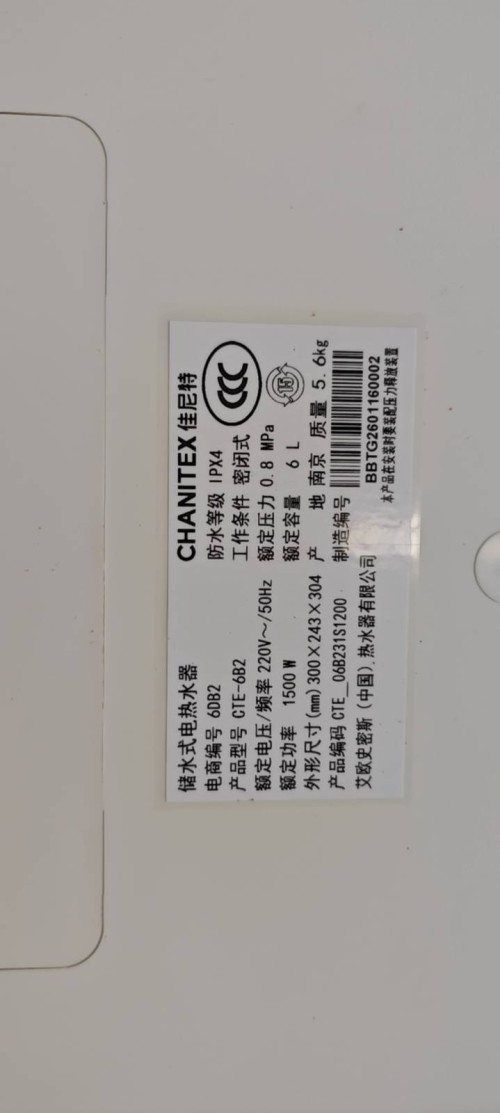 储水式电热水器 CHANITEX 佳尼特
电商编号 6DB2 防水等级 IPX4
产品型号 CTE-6B2 工作条件 密闭式
额定电压/频率 220V～/50Hz 额定压力 0.8 MPa
额定功率 1500 W 额定容量 6 L
外形尺寸(mm) 300×243×304 产 地 南京 质量 5.6kg
产品编码 CTE__06B231S1200 制造编号
BBTG2601160002
艾欧史密斯（中国）热水器有限公司 本产品在安装时要装配压力释放装置
CCC
15